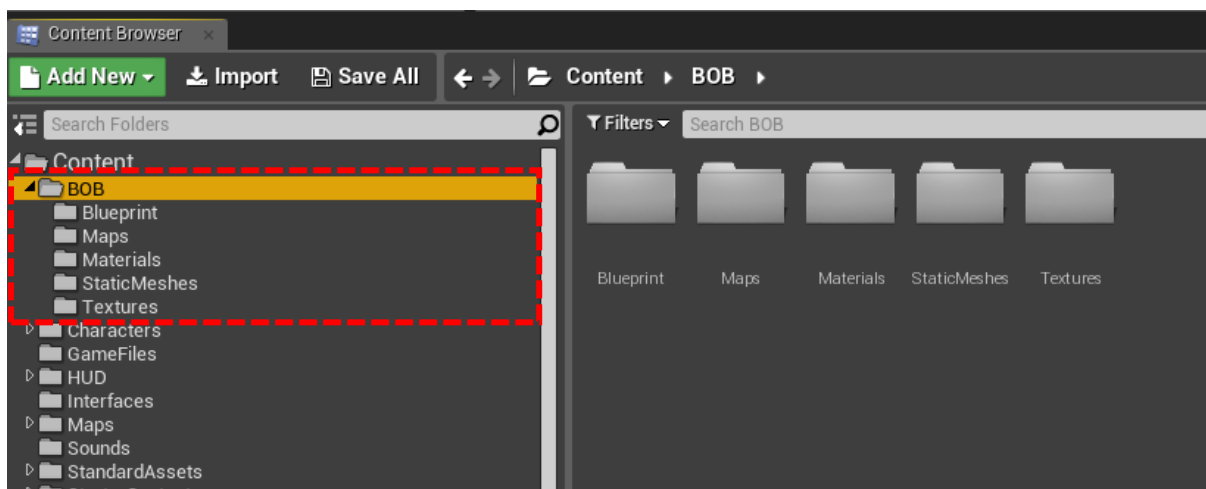 Content Browser
Add New Import Save All Content BOB
Search Folders
Filters Search BOB
Content
BOB
Blueprint
Maps
Materials
StaticMeshes
Textures
Characters
GameFiles
HUD
Interfaces
Maps
Sounds
StandardAssets
Blueprint Maps Materials StaticMeshes Textures